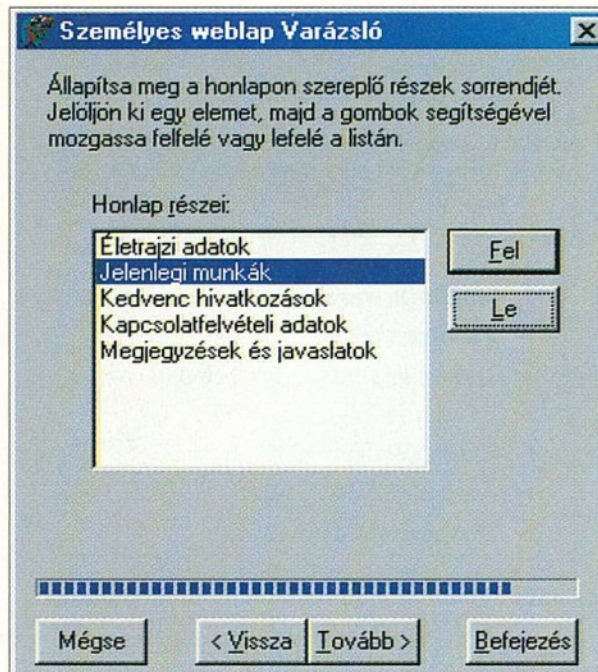 Személyes weblap Varázsló
Állapítsa meg a honlapon szereplő részek sorrendjét.
Jelöljön ki egy elemet, majd a gombok segítségével
mozgassa felfelé vagy lefelé a listán.
Honlap részei:
Életrajzi adatok
Jelenlegi munkák
Kedvenc hivatkozások
Kapcsolatfelvételi adatok
Megjegyzések és javaslatok
Fel
Le
Mégse
< Vissza
Tovább >
Befejezés